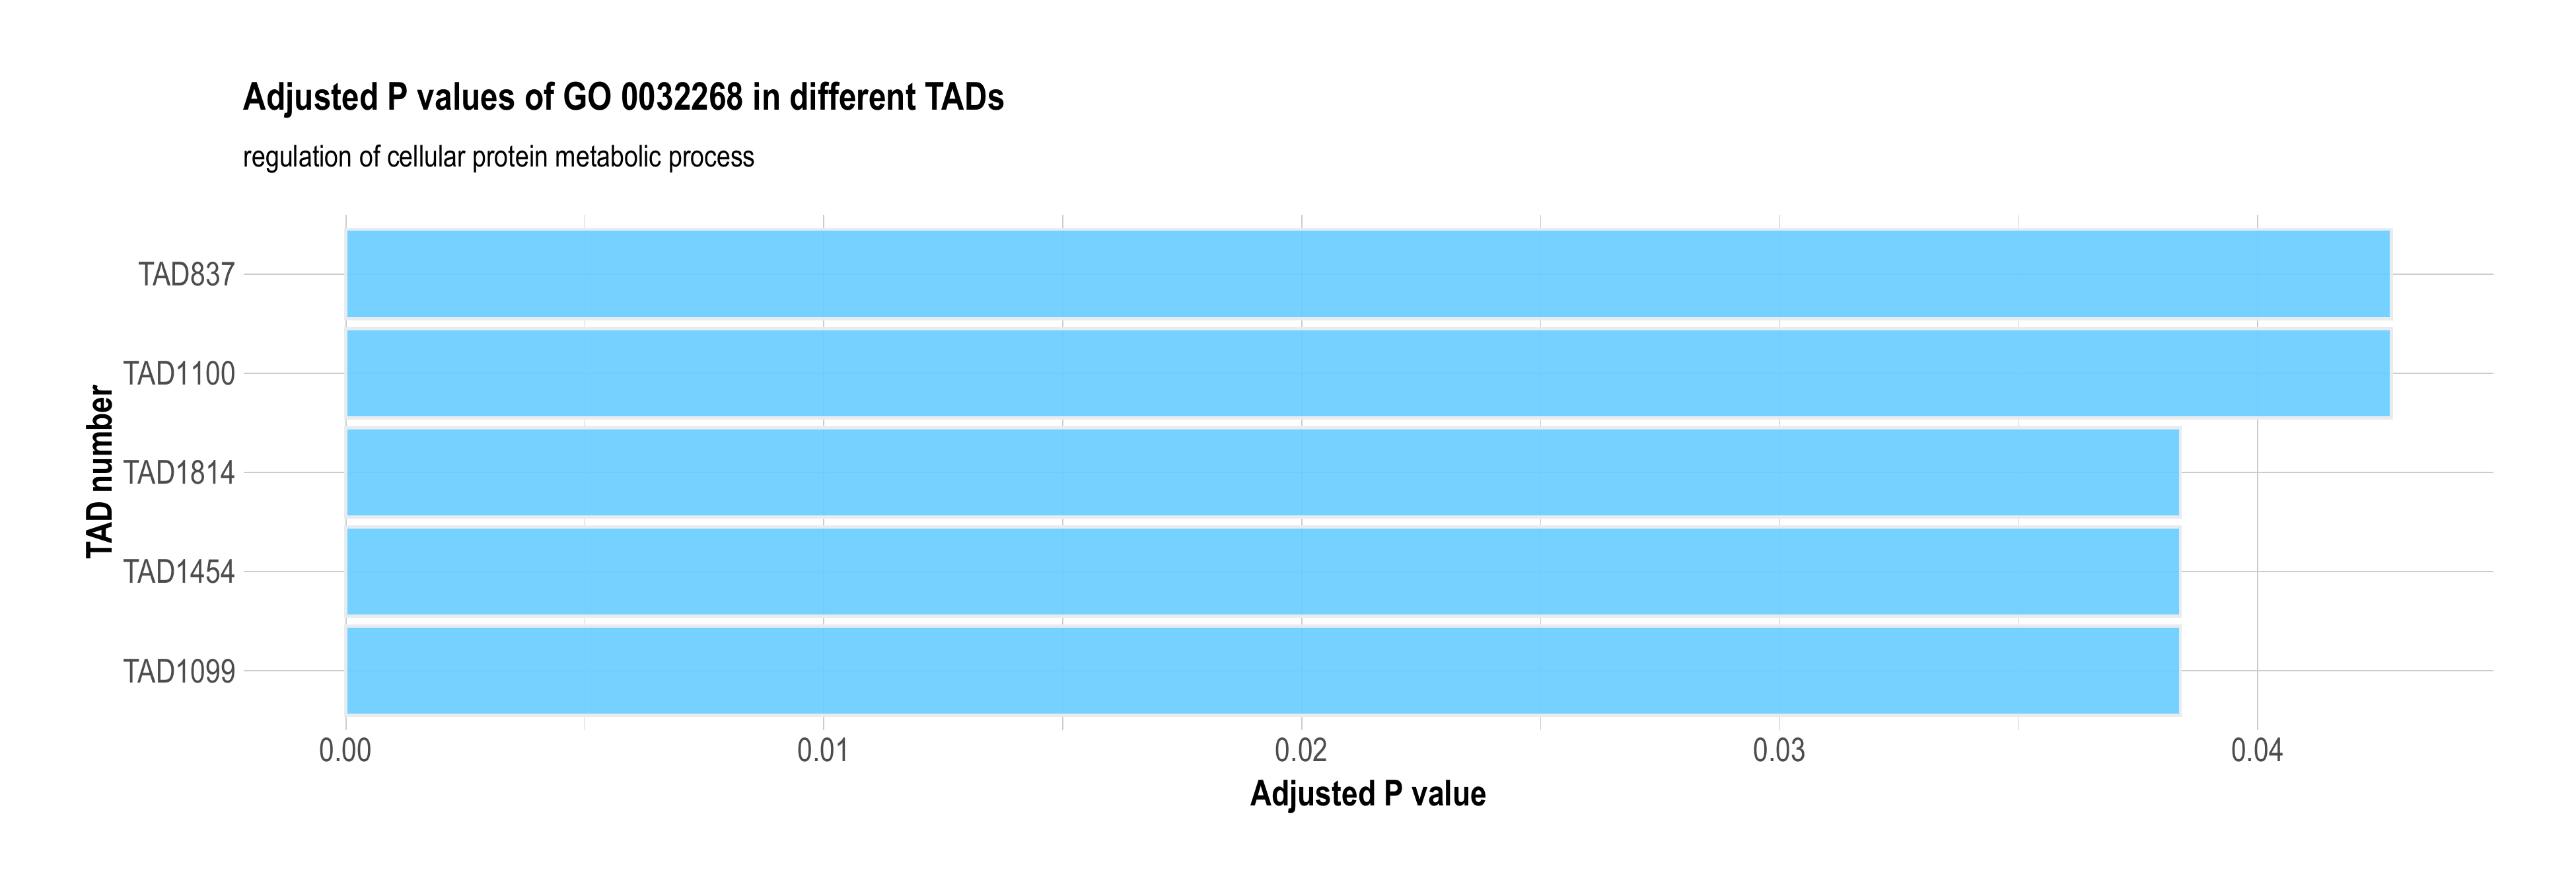 Adjusted P values of GO 0032268 in different TADs
regulation of cellular protein metabolic process
TAD number
TAD837
TAD1100
TAD1814
TAD1454
TAD1099
0.00 0.01 0.02 0.03 0.04
Adjusted P value